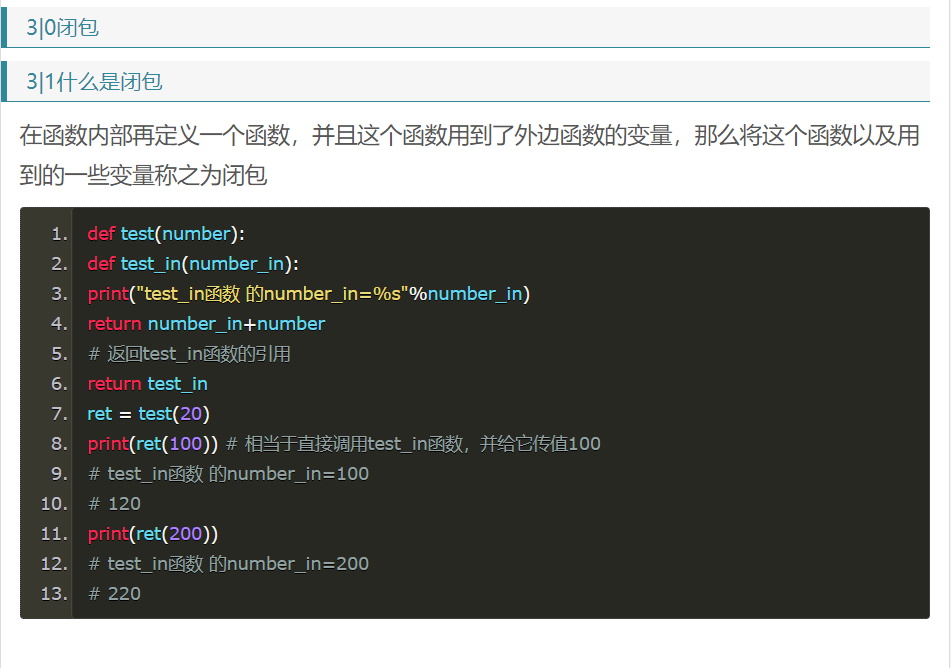 3|0闭包
3|1什么是闭包
在函数内部再定义一个函数，并且这个函数用到了外边函数的变量，那么将这个函数以及用
到的一些变量称之为闭包
1. def test(number):
2. def test_in(number_in):
3. print("test_in函数 的number_in=%s"%number_in)
4. return number_in+number
5. # 返回test_in函数的引用
6. return test_in
7. ret = test(20)
8. print(ret(100)) # 相当于直接调用test_in函数，并给它传值100
9. # test_in函数 的number_in=100
10. # 120
11. print(ret(200))
12. # test_in函数 的number_in=200
13. # 220